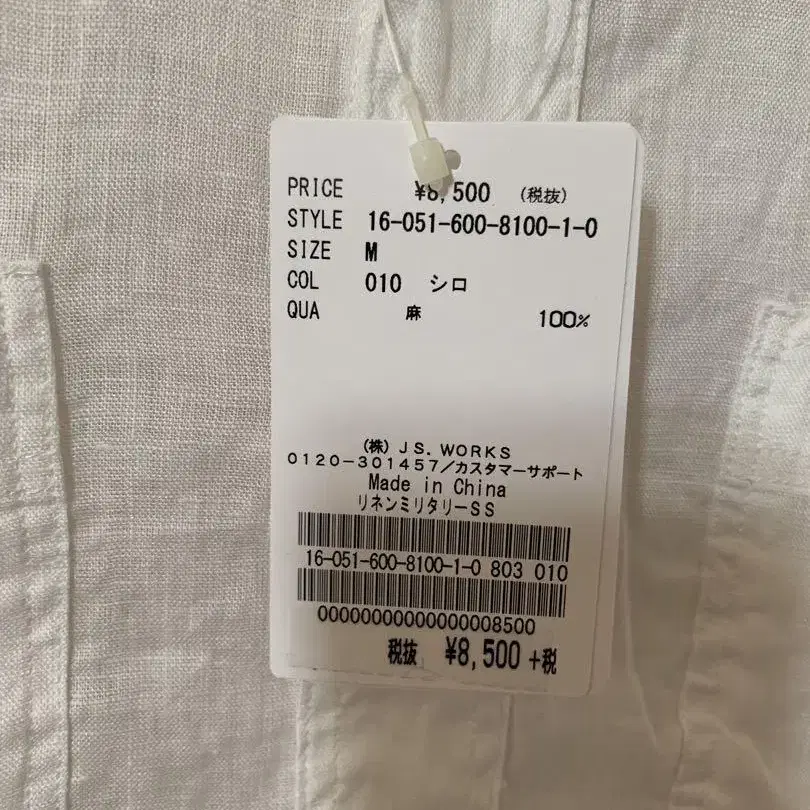 PRICE ¥8,500 (税抜)
STYLE 16-051-600-8100-1-0
SIZE M
COL 010 シロ
QUA 麻 100%
(株) JS. WORKS
0120-301457/カスタマーサポート
Made in China
リネンミリタリーSS
16-051-600-8100-1-0 803 010
00000000000000008500
税抜 ¥8,500 +税